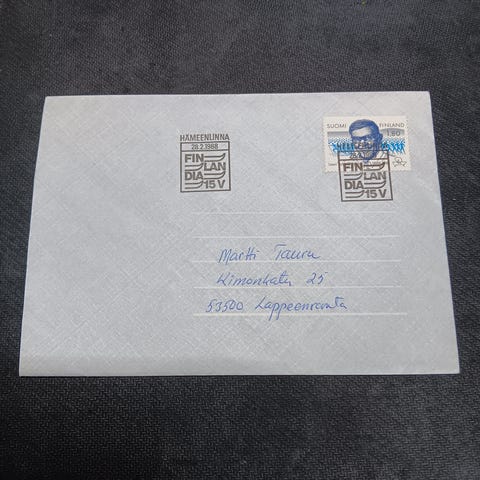 HÄMEENLINNA
28.2.1988
FIN
LAN
DIA
15 V
SUOMI FINLAND
1,80
FIN
LAN
DIA
15 V
Martti Tauru
Kimonkatu 25
53500 Lappeenranta